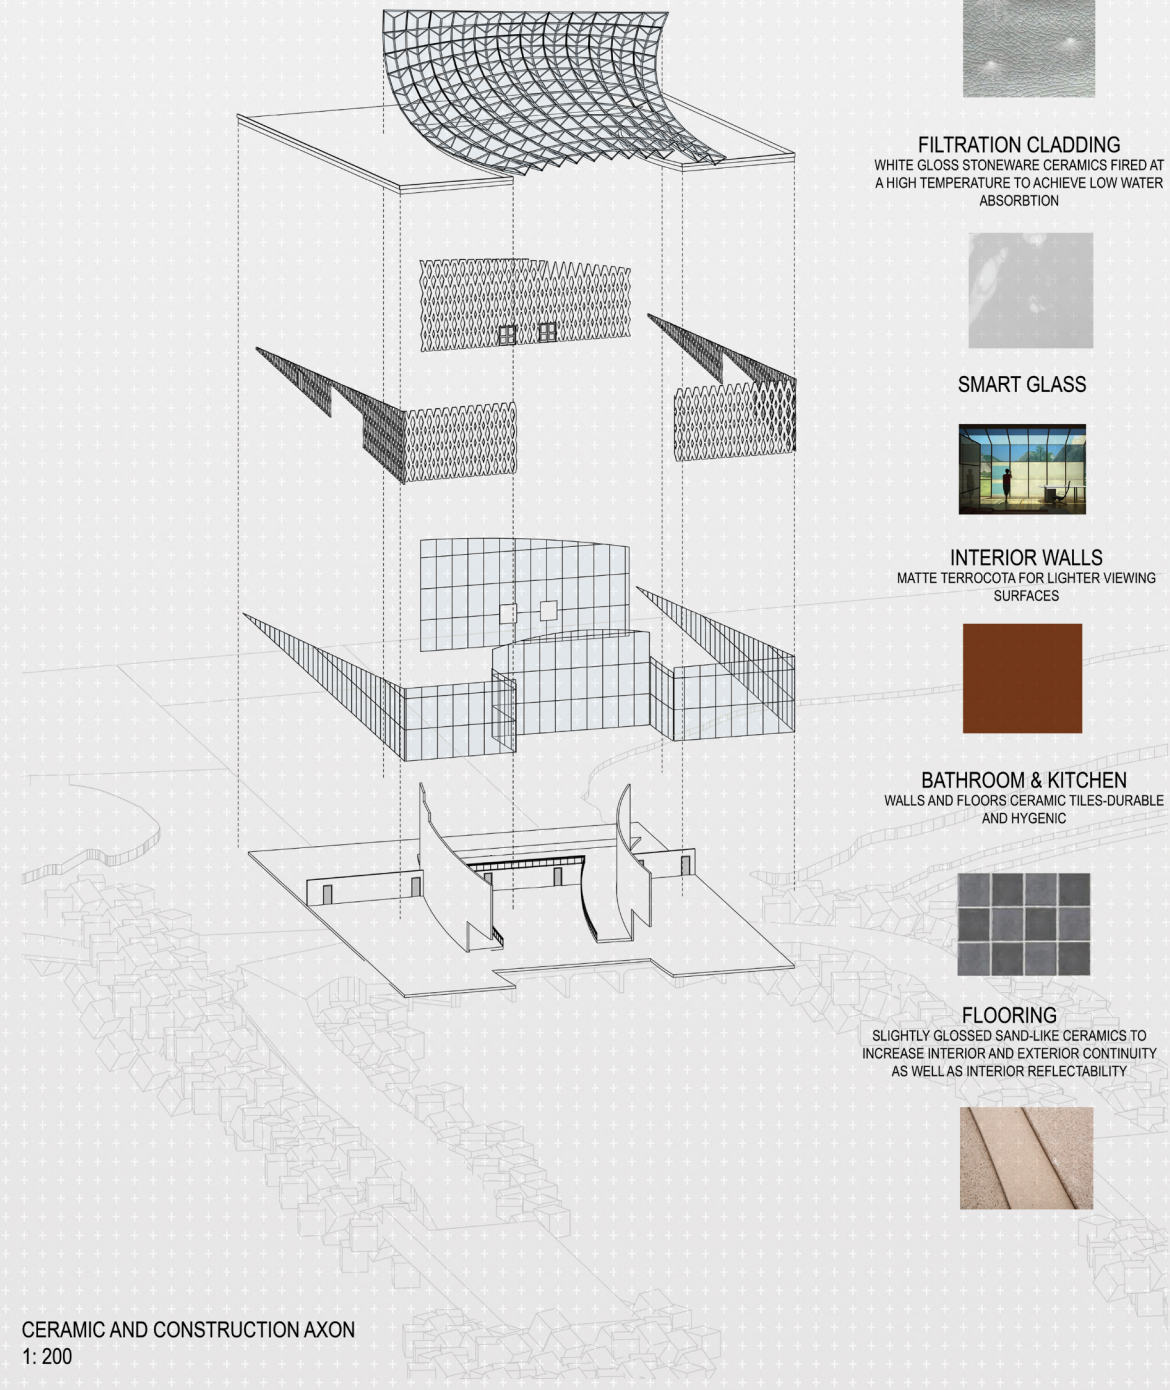 FILTRATION CLADDING
WHITE GLOSS STONEWARE CERAMICS FIRED AT
A HIGH TEMPERATURE TO ACHIEVE LOW WATER
ABSORBTION
SMART GLASS
INTERIOR WALLS
MATTE TERROCOTA FOR LIGHTER VIEWING
SURFACES
BATHROOM & KITCHEN
WALLS AND FLOORS CERAMIC TILES-DURABLE
AND HYGENIC
FLOORING
SLIGHTLY GLOSSED SAND-LIKE CERAMICS TO
INCREASE INTERIOR AND EXTERIOR CONTINUITY
AS WELL AS INTERIOR REFLECTABILITY
CERAMIC AND CONSTRUCTION AXON
1: 200